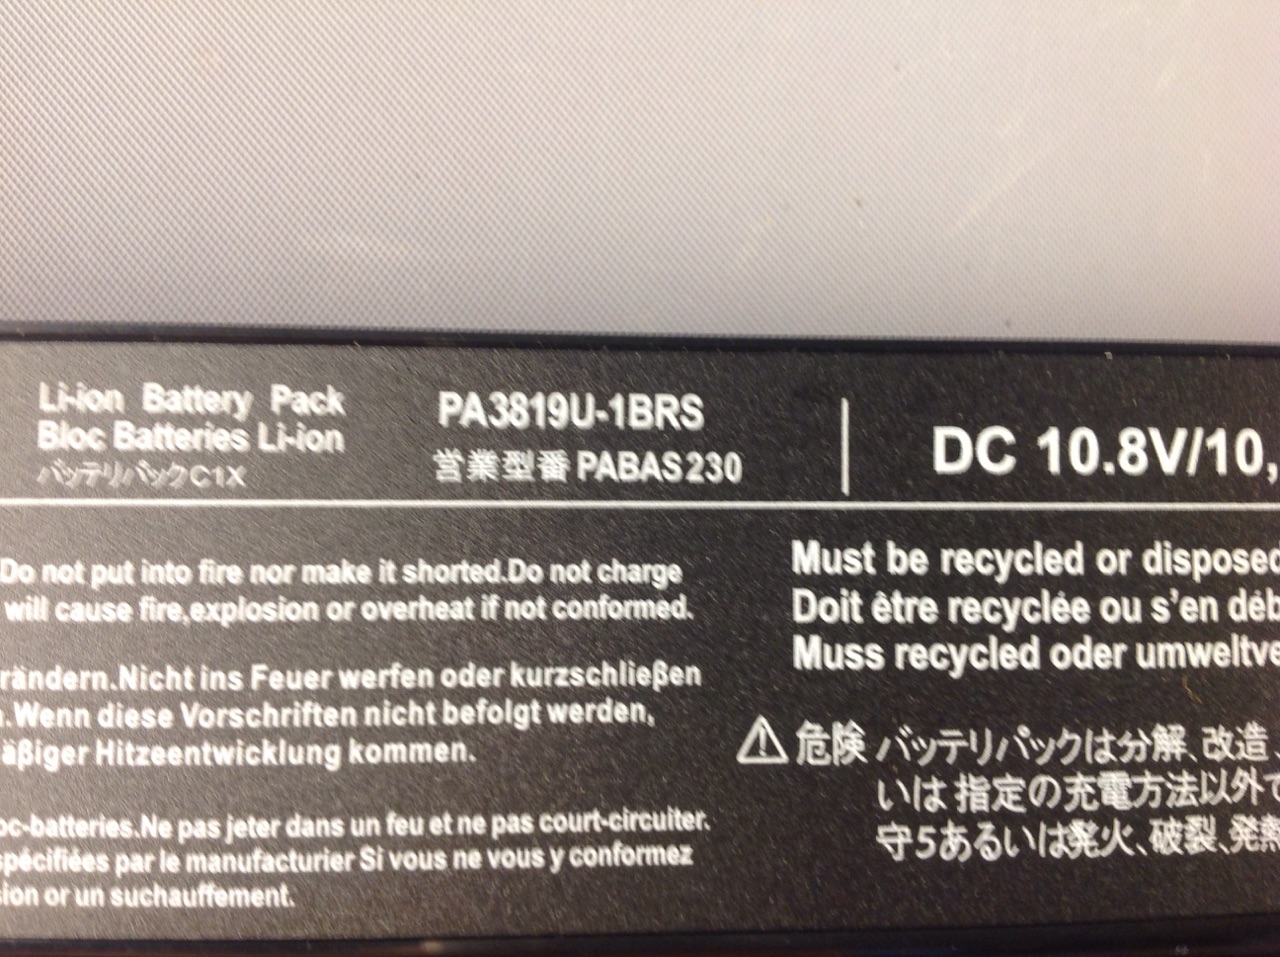 Li-ion Battery Pack
Bloc Batteries Li-ion
バッテリパックC1X
PA3819U-1BRS
営業型番 PABAS230
DC 10.8V/10,
Do not put into fire nor make it shorted.Do not charge
will cause fire,explosion or overheat if not conformed.
rändern.Nicht ins Feuer werfen oder kurzschlieβen
.Wenn diese Vorschriften nicht befolgt werden,
äβiger Hitzeentwicklung kommen.
oc-batteries.Ne pas jeter dans un feu et ne pas court-circuiter.
spécifiées par le manufacturier Si vous ne vous y conformez
sion or un suchauffement.
Must be recycled or disposed
Doit être recyclée ou s'en déb
Muss recycled oder umweltve
⚠ 危険 バッテリパックは分解、改造、
いは 指定の充電方法以外で
守5あるいは発火、破裂、発熱